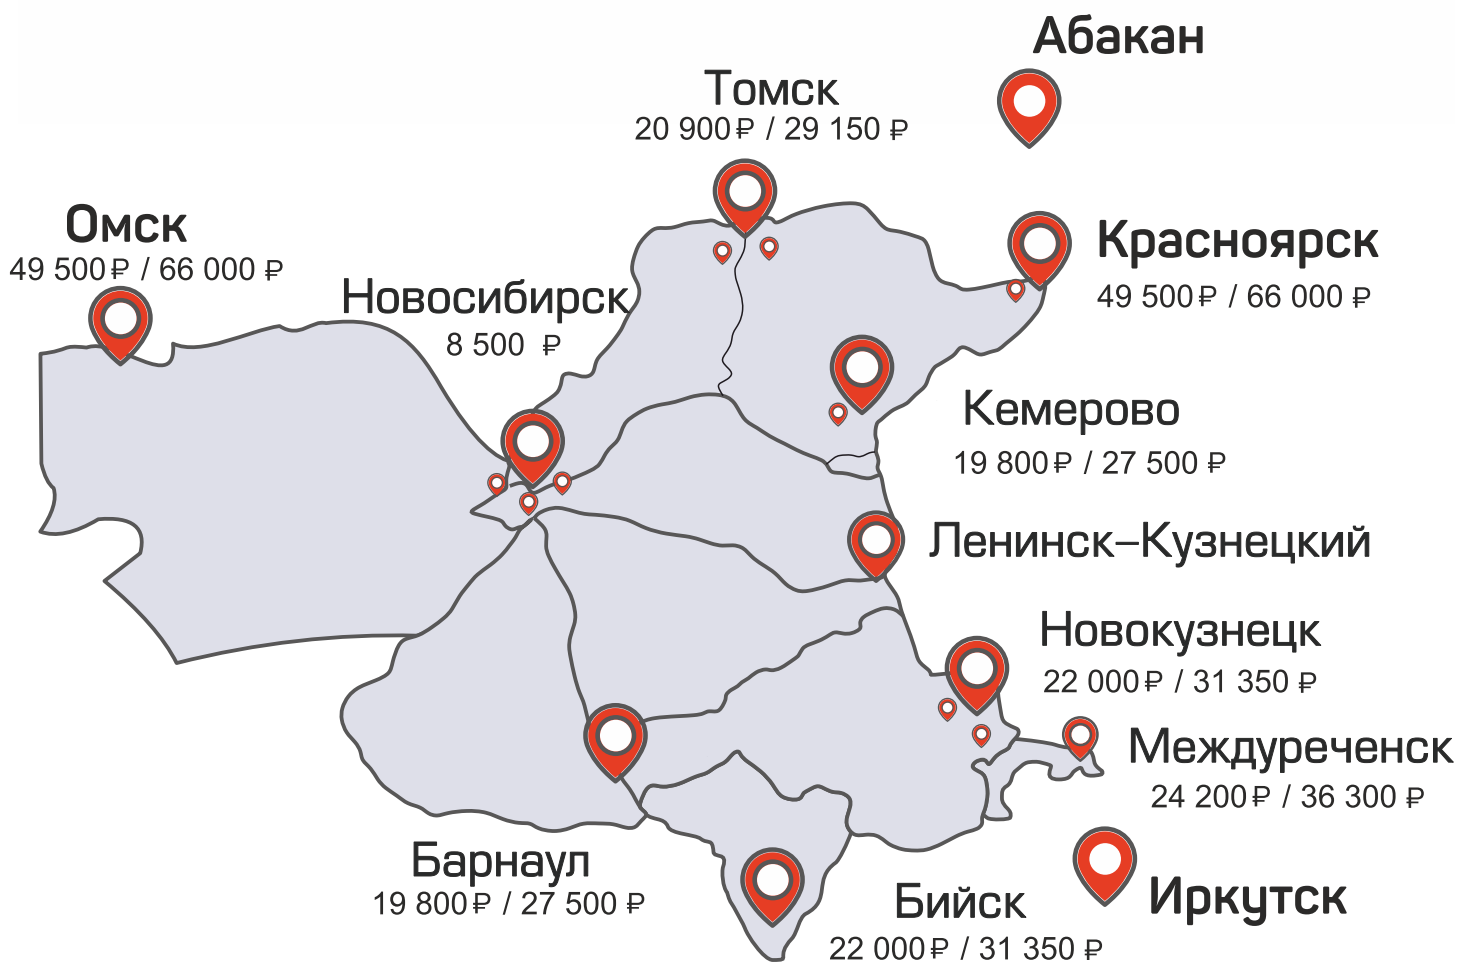 Абакан
Томск
20 900 ₽ / 29 150 ₽
Омск
49 500 ₽ / 66 000 ₽
Красноярск
49 500 ₽ / 66 000 ₽
Новосибирск
8 500 ₽
Кемерово
19 800 ₽ / 27 500 ₽
Ленинск–Кузнецкий
Новокузнецк
22 000 ₽ / 31 350 ₽
Междуреченск
24 200 ₽ / 36 300 ₽
Барнаул
19 800 ₽ / 27 500 ₽
Бийск
22 000 ₽ / 31 350 ₽
Иркутск